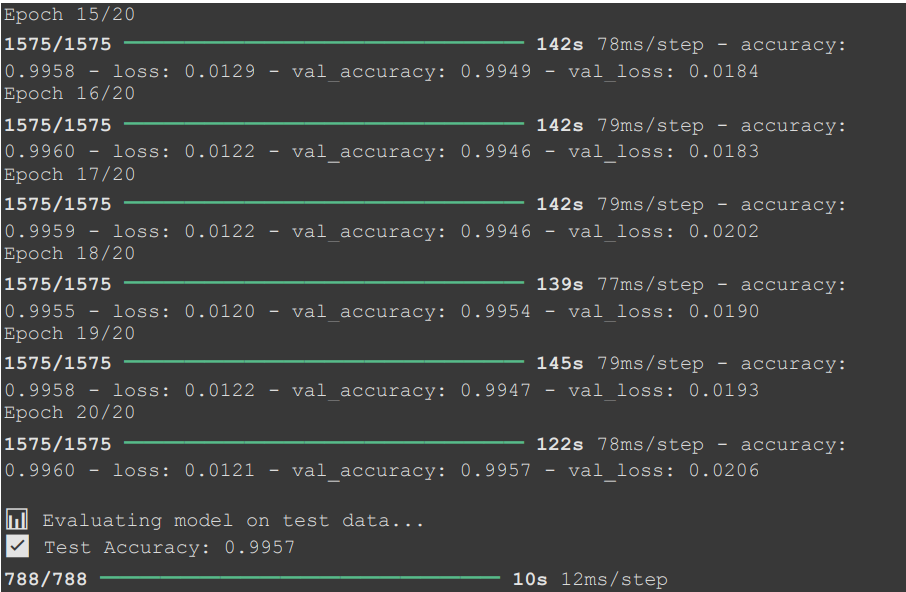 Epoch 15/20
1575/1575 ━━━━━━━━━━━━━━━━━━━━ 142s 78ms/step - accuracy:
0.9958 - loss: 0.0129 - val_accuracy: 0.9949 - val_loss: 0.0184
Epoch 16/20
1575/1575 ━━━━━━━━━━━━━━━━━━━━ 142s 79ms/step - accuracy:
0.9960 - loss: 0.0122 - val_accuracy: 0.9946 - val_loss: 0.0183
Epoch 17/20
1575/1575 ━━━━━━━━━━━━━━━━━━━━ 142s 79ms/step - accuracy:
0.9959 - loss: 0.0122 - val_accuracy: 0.9946 - val_loss: 0.0202
Epoch 18/20
1575/1575 ━━━━━━━━━━━━━━━━━━━━ 139s 77ms/step - accuracy:
0.9955 - loss: 0.0120 - val_accuracy: 0.9954 - val_loss: 0.0190
Epoch 19/20
1575/1575 ━━━━━━━━━━━━━━━━━━━━ 145s 79ms/step - accuracy:
0.9958 - loss: 0.0122 - val_accuracy: 0.9947 - val_loss: 0.0193
Epoch 20/20
1575/1575 ━━━━━━━━━━━━━━━━━━━━ 122s 78ms/step - accuracy:
0.9960 - loss: 0.0121 - val_accuracy: 0.9957 - val_loss: 0.0206
📊 Evaluating model on test data...
✅ Test Accuracy: 0.9957
788/788 ━━━━━━━━━━━━━━━━━━━━ 10s 12ms/step